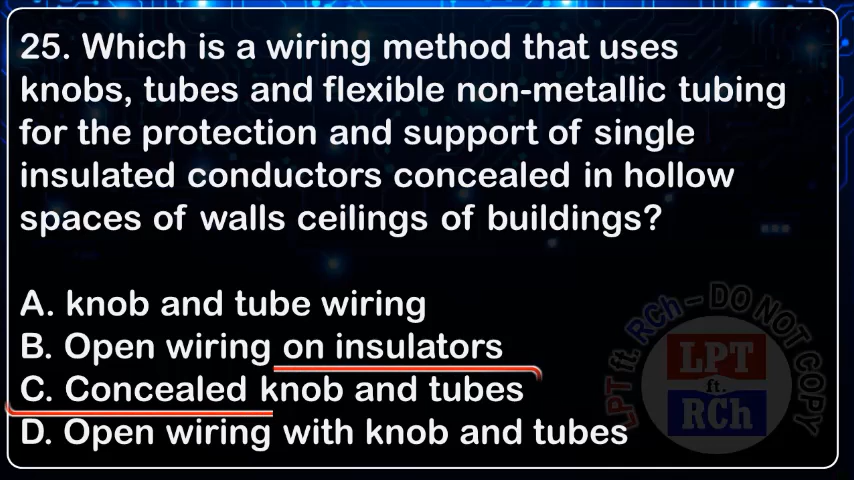 25. Which is a wiring method that uses
knobs, tubes and flexible non-metallic tubing
for the protection and support of single
insulated conductors concealed in hollow
spaces of walls ceilings of buildings?
A. knob and tube wiring
B. Open wiring on insulators
C. Concealed knob and tubes
D. Open wiring with knob and tubes
LPT ft. RCh – DO NOT COPY
LPT
ft.
RCh